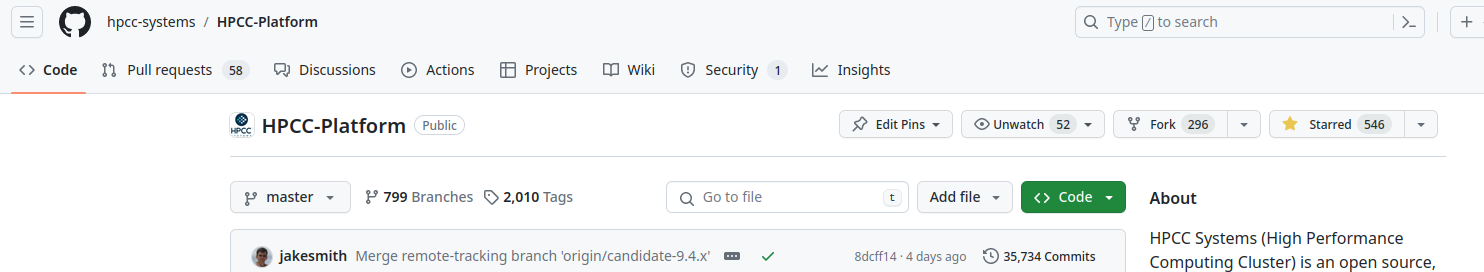 hpcc-systems / HPCC-Platform
Type / to search
Code
Pull requests 58
Discussions
Actions
Projects
Wiki
Security 1
Insights
HPCC
HPCC-Platform Public
Edit Pins
Unwatch 52
Fork 296
Starred 546
master
799 Branches
2,010 Tags
Go to file t
Add file
Code
jakesmith Merge remote-tracking branch 'origin/candidate-9.4.x'
8dcff14 · 4 days ago
35,734 Commits
About
HPCC Systems (High Performance
Computing Cluster) is an open source,